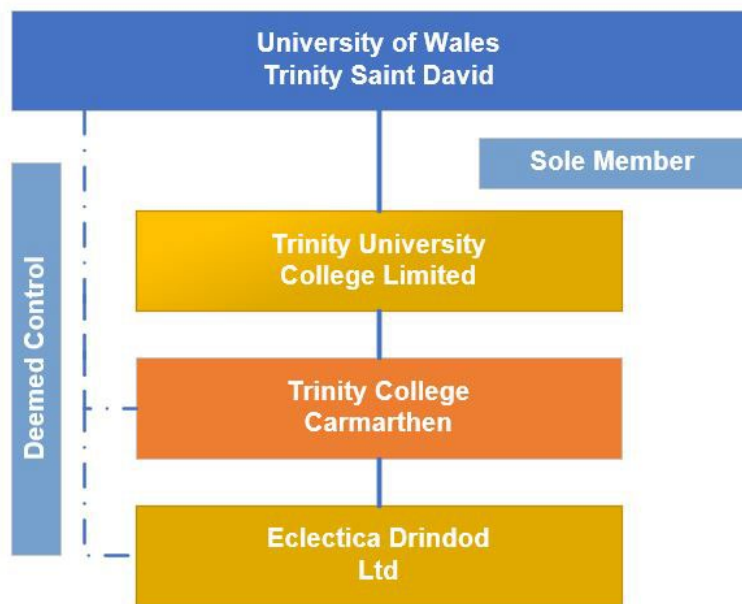 University of Wales
Trinity Saint David
Sole Member
Trinity University
College Limited
Deemed Control
Trinity College
Carmarthen
Eclectica Drindod
Ltd